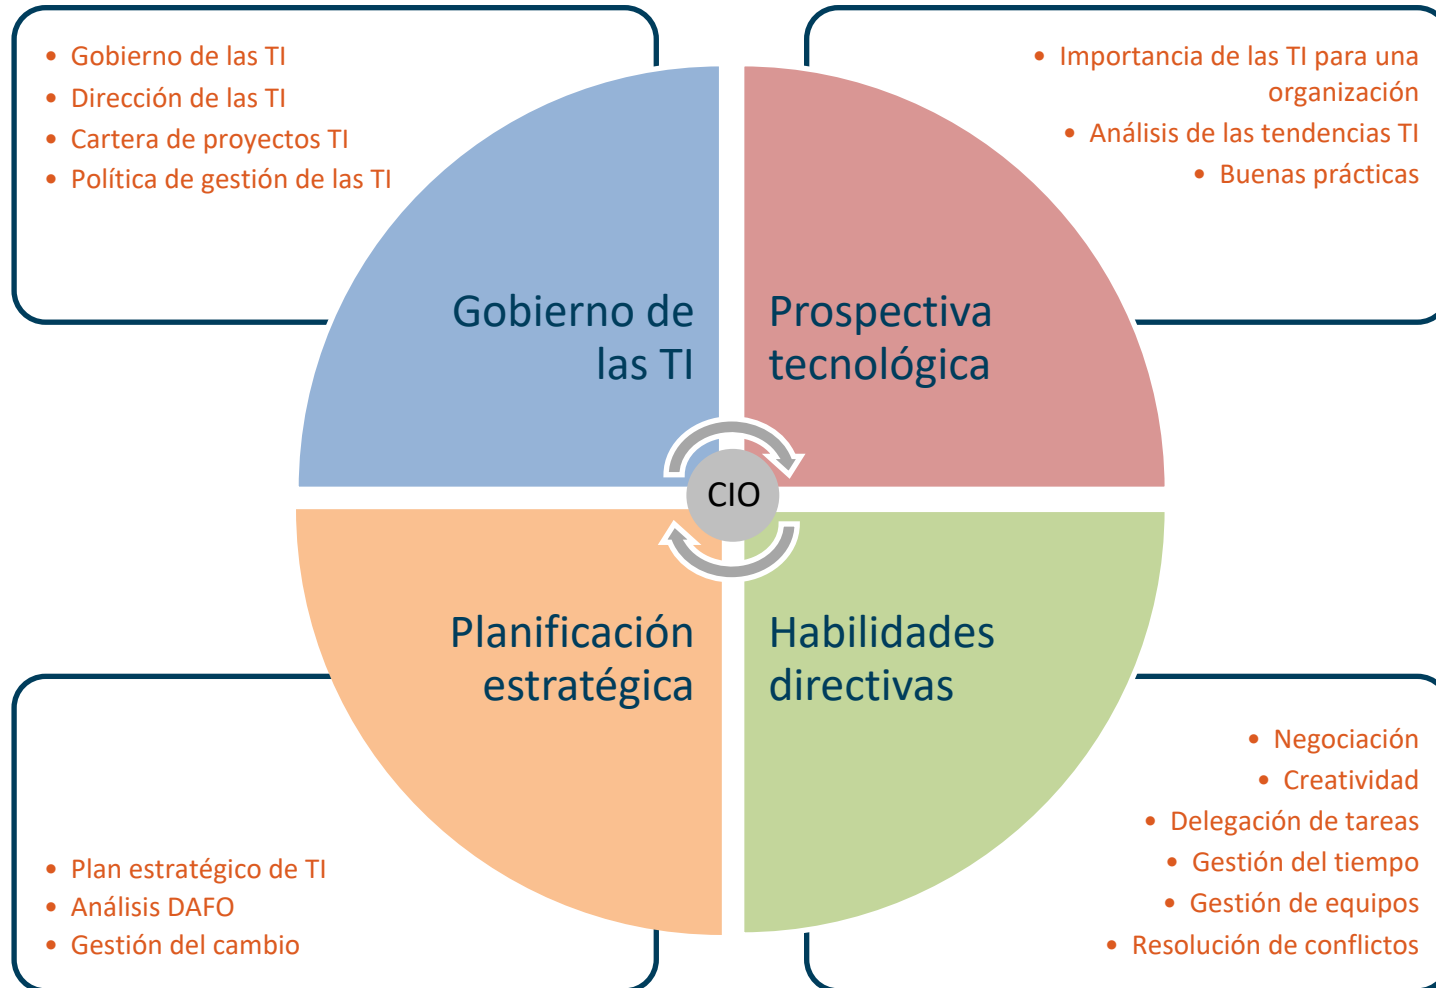 • Gobierno de las TI
• Dirección de las TI
• Cartera de proyectos TI
• Política de gestión de las TI
• Importancia de las TI para una
organización
• Análisis de las tendencias TI
• Buenas prácticas
Gobierno de
las TI
Prospectiva
tecnológica
CIO
Planificación
estratégica
Habilidades
directivas
• Plan estratégico de TI
• Análisis DAFO
• Gestión del cambio
• Negociación
• Creatividad
• Delegación de tareas
• Gestión del tiempo
• Gestión de equipos
• Resolución de conflictos